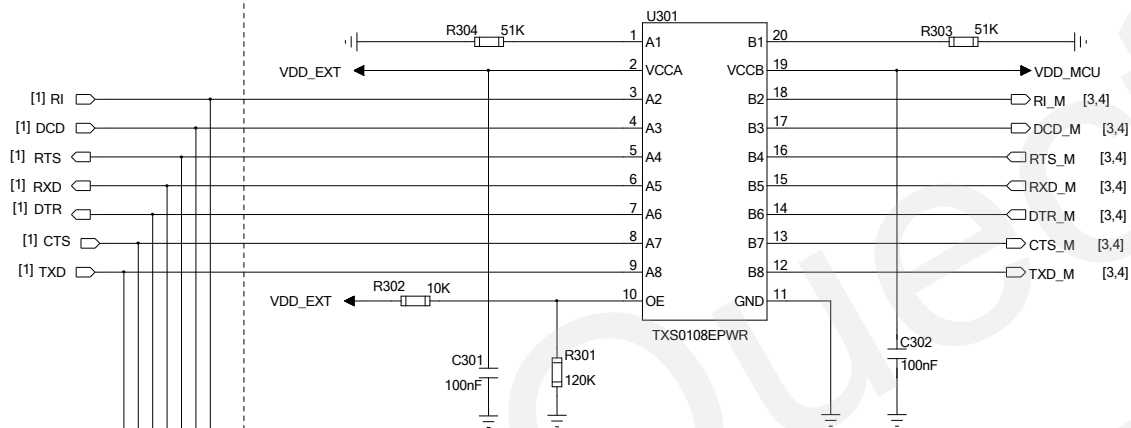 U301
R304 51K 1 A1 B1 20 R303 51K
VDD_EXT 2 VCCA VCCB 19 VDD_MCU
[1] RI 3 A2 B2 18 RI_M [3,4]
[1] DCD 4 A3 B3 17 DCD_M [3,4]
[1] RTS 5 A4 B4 16 RTS_M [3,4]
[1] RXD 6 A5 B5 15 RXD_M [3,4]
[1] DTR 7 A6 B6 14 DTR_M [3,4]
[1] CTS 8 A7 B7 13 CTS_M [3,4]
[1] TXD 9 A8 B8 12 TXD_M [3,4]
VDD_EXT R302 10K 10 OE GND 11
TXS0108EPWR
C301 R301 C302
100nF 120K 100nF